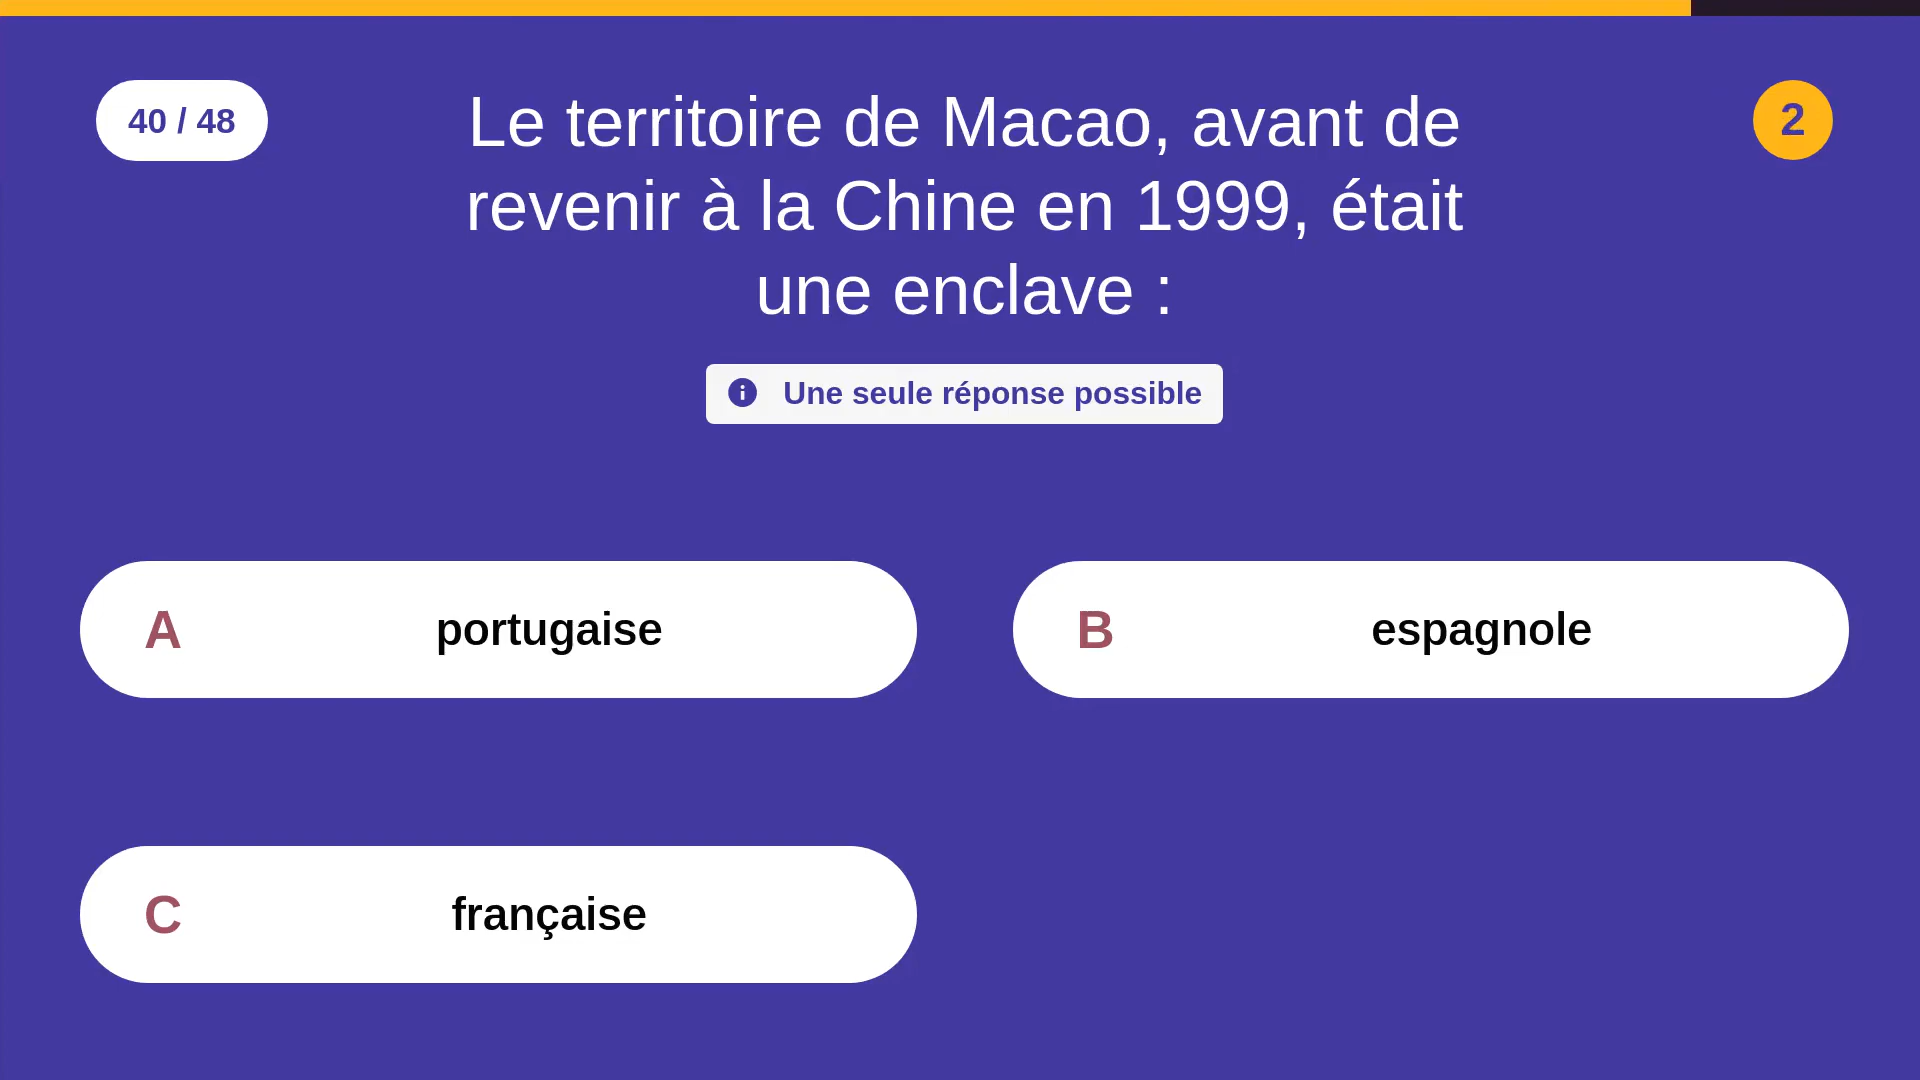 40 / 48
Le territoire de Macao, avant de
revenir à la Chine en 1999, était
une enclave :
2
Une seule réponse possible
A portugaise
B espagnole
C française